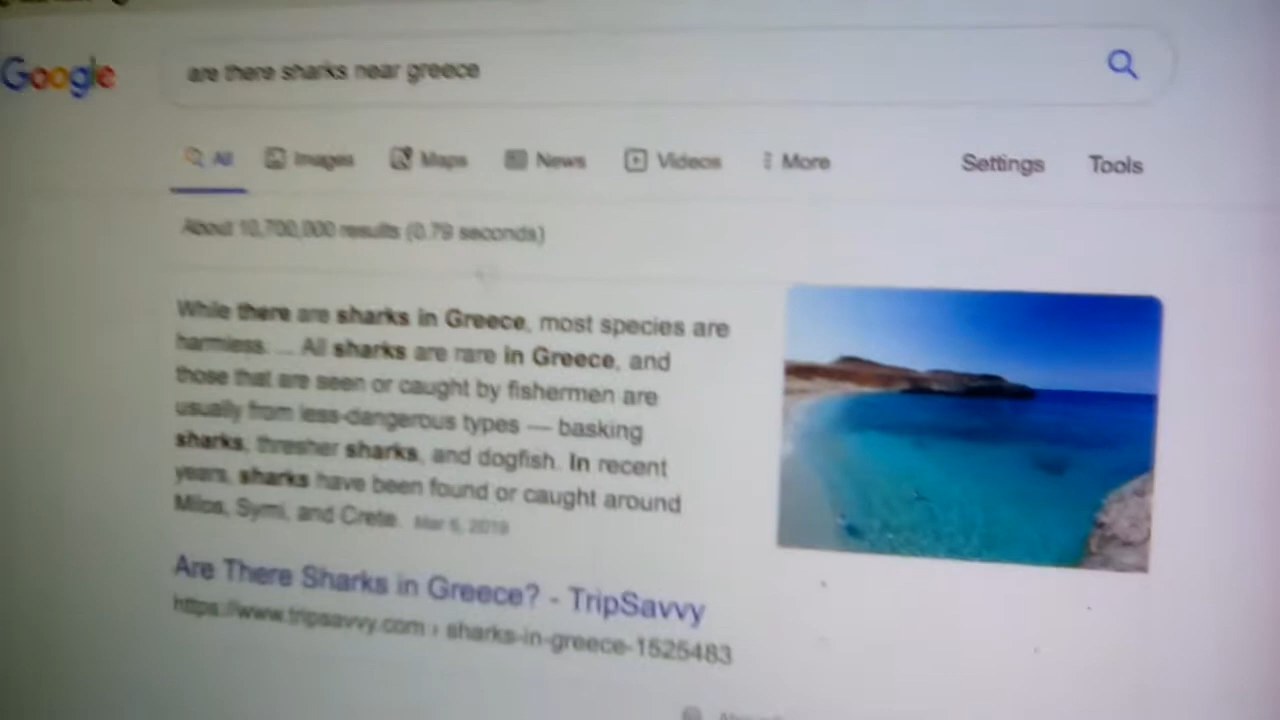 Google
are there sharks near greece
All Images Maps News Videos More Settings Tools
About 10,700,000 results (0.79 seconds)
While there are sharks in Greece, most species are
harmless. ... All sharks are rare in Greece, and
those that are seen or caught by fishermen are
usually from less-dangerous types — basking
sharks, thresher sharks, and dogfish. In recent
years, sharks have been found or caught around
Milos, Symi, and Crete. Mar 6,
Are There Sharks in Greece? - TripSavvy
https://www.tripsavvy.com › sharks-in-greece-1525483